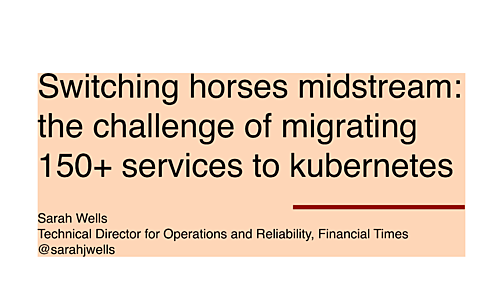 Switching horses midstream:
the challenge of migrating
150+ services to kubernetes
Sarah Wells
Technical Director for Operations and Reliability, Financial Times
@sarahjwells